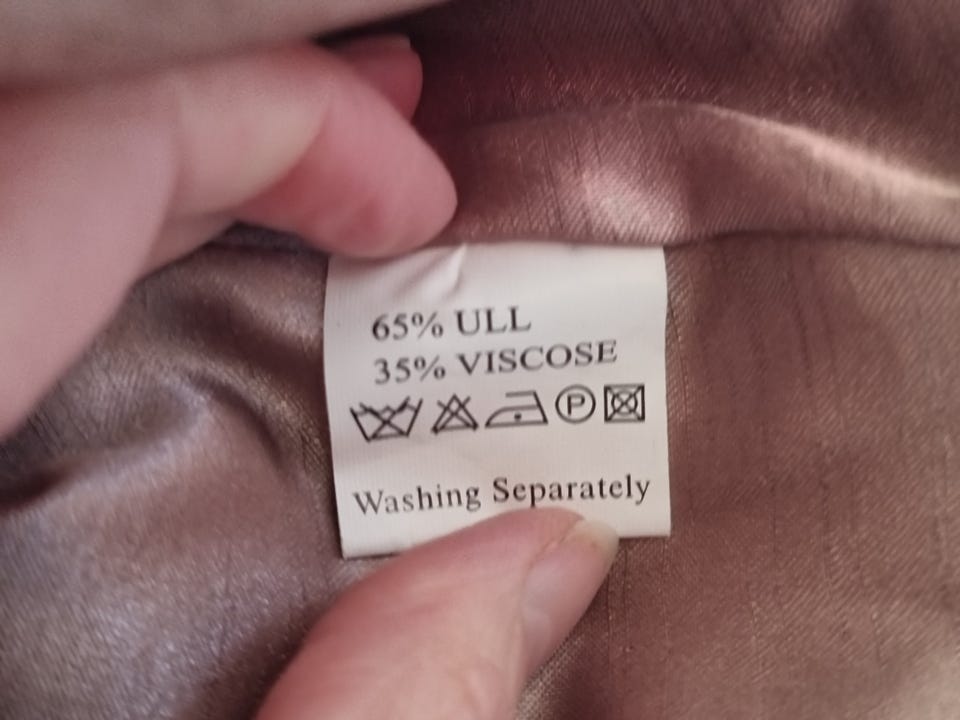 65% ULL
35% VISCOSE
P
Washing Separately